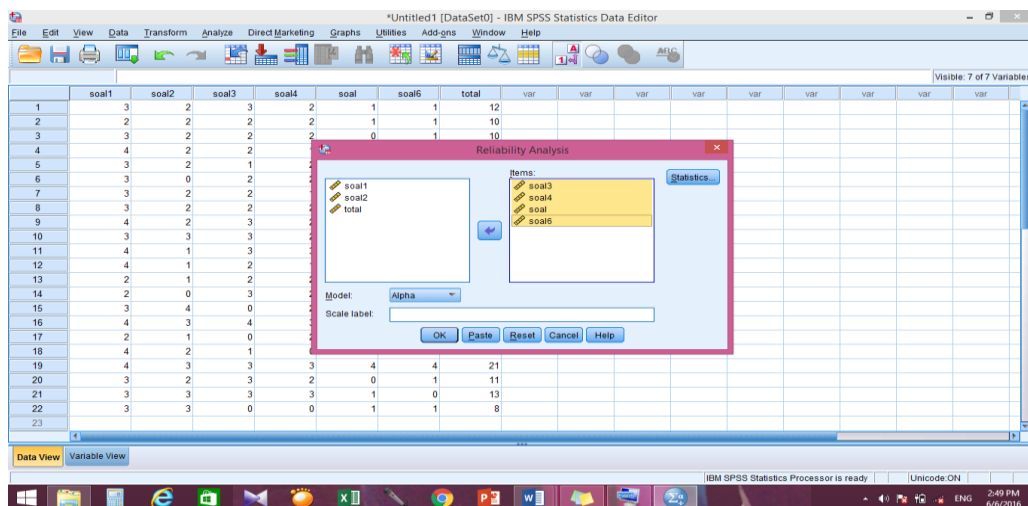 *Untitled1 [DataSet0] - IBM SPSS Statistics Data Editor
File Edit View Data Transform Analyze Direct Marketing Graphs Utilities Add-ons Window Help
Visible: 7 of 7 Variables
soal1 soal2 soal3 soal4 soal soal6 total var var var var var var var var
1 3 2 3 2 1 1 12
2 2 2 2 2 1 1 10
3 3 2 2 2 0 1 10
4 4 2 2
5 3 2 1
6 3 0 2
7 3 2 2
8 3 2 2
9 4 2 3
10 3 3 3
11 4 1 3
12 4 1 2
13 2 1 2
14 2 0 3
15 3 4 0
16 4 3 4
17 2 1 0
18 4 2 1
19 4 3 3 3 4 4 21
20 3 2 3 2 0 1 11
21 3 3 3 3 1 0 13
22 3 3 0 0 1 1 8
23
Reliability Analysis
Items:
soal1
soal2
total
soal3
soal4
soal
soal6
Statistics...
Model: Alpha
Scale label:
OK Paste Reset Cancel Help
Data View Variable View
IBM SPSS Statistics Processor is ready Unicode:ON
ENG 2:49 PM
6/6/2016